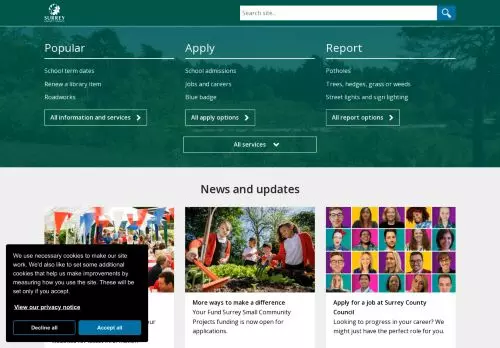 SURREY
Search site...
Popular
Apply
Report
School term dates
School admissions
Potholes
Renew a library item
Jobs and careers
Trees, hedges, grass or weeds
Roadworks
Blue badge
Street lights and sign lighting
All information and services
All apply options
All report options
All services
News and updates
We use necessary cookies to make our site
work. We'd also like to set some additional
cookies that help us make improvements by
measuring how you use the site. These will be
set only if you accept.
View our privacy notice
Decline all
Accept all
your
More ways to make a difference
Your Fund Surrey Small Community
Projects funding is now open for
applications.
Apply for a job at Surrey County
Council
Looking to progress in your career? We
might just have the perfect role for you.